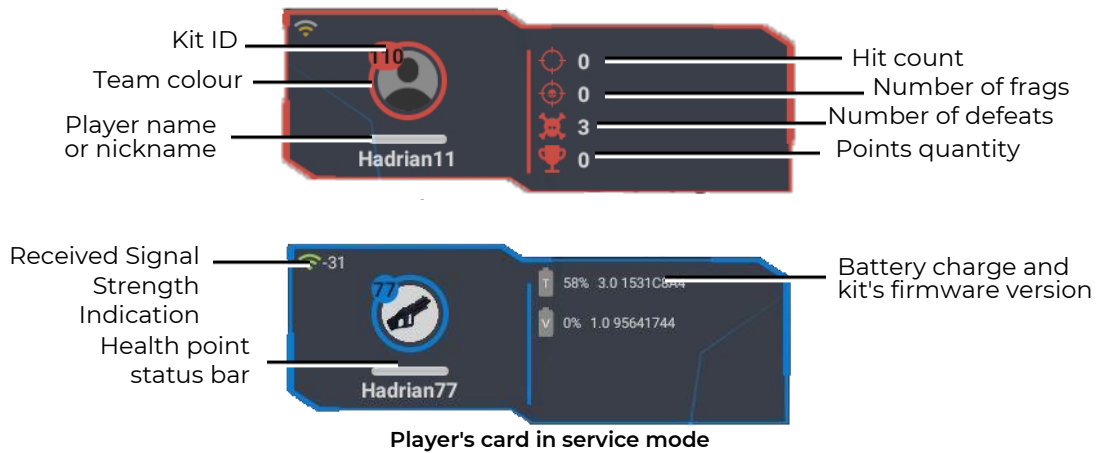 Kit ID
Team colour
Player name
or nickname
110
Hadrian11
0
0
3
0
Hit count
Number of frags
Number of defeats
Points quantity
Received Signal
Strength
Indication
Health point
status bar
-31
77
Hadrian77
T 58% 3.0 1531C8A4
V 0% 1.0 95641744
Battery charge and
kit's firmware version
Player's card in service mode